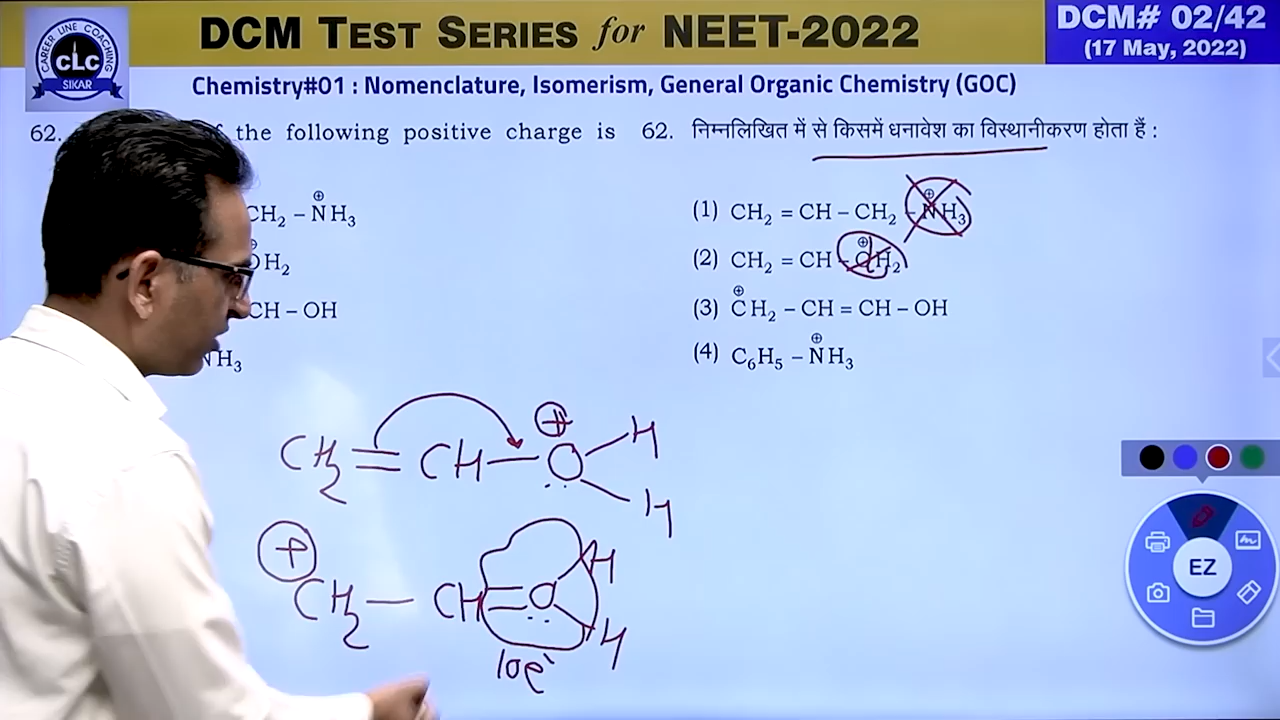 CAREER LINE COACHING
CLC
SIKAR
DCM TEST SERIES for NEET-2022
DCM# 02/42
(17 May, 2022)
Chemistry#01 : Nomenclature, Isomerism, General Organic Chemistry (GOC)
62. the following positive charge is
CH₂ – N⊕H₃
H₂
CH – OH
NH₃
62. निम्नलिखित में से किसमें धनावेश का विस्थानीकरण होता हैं :
(1) CH₂ = CH – CH₂ – N⊕H₃
(2) CH₂ = CH – O⊕H₂
(3) C⊕H₂ – CH = CH – OH
(4) C₆H₅ – N⊕H₃
CH₂ = CH – O⊕ H H
⊕CH₂ – CH = O H H
10e⁻
EZ